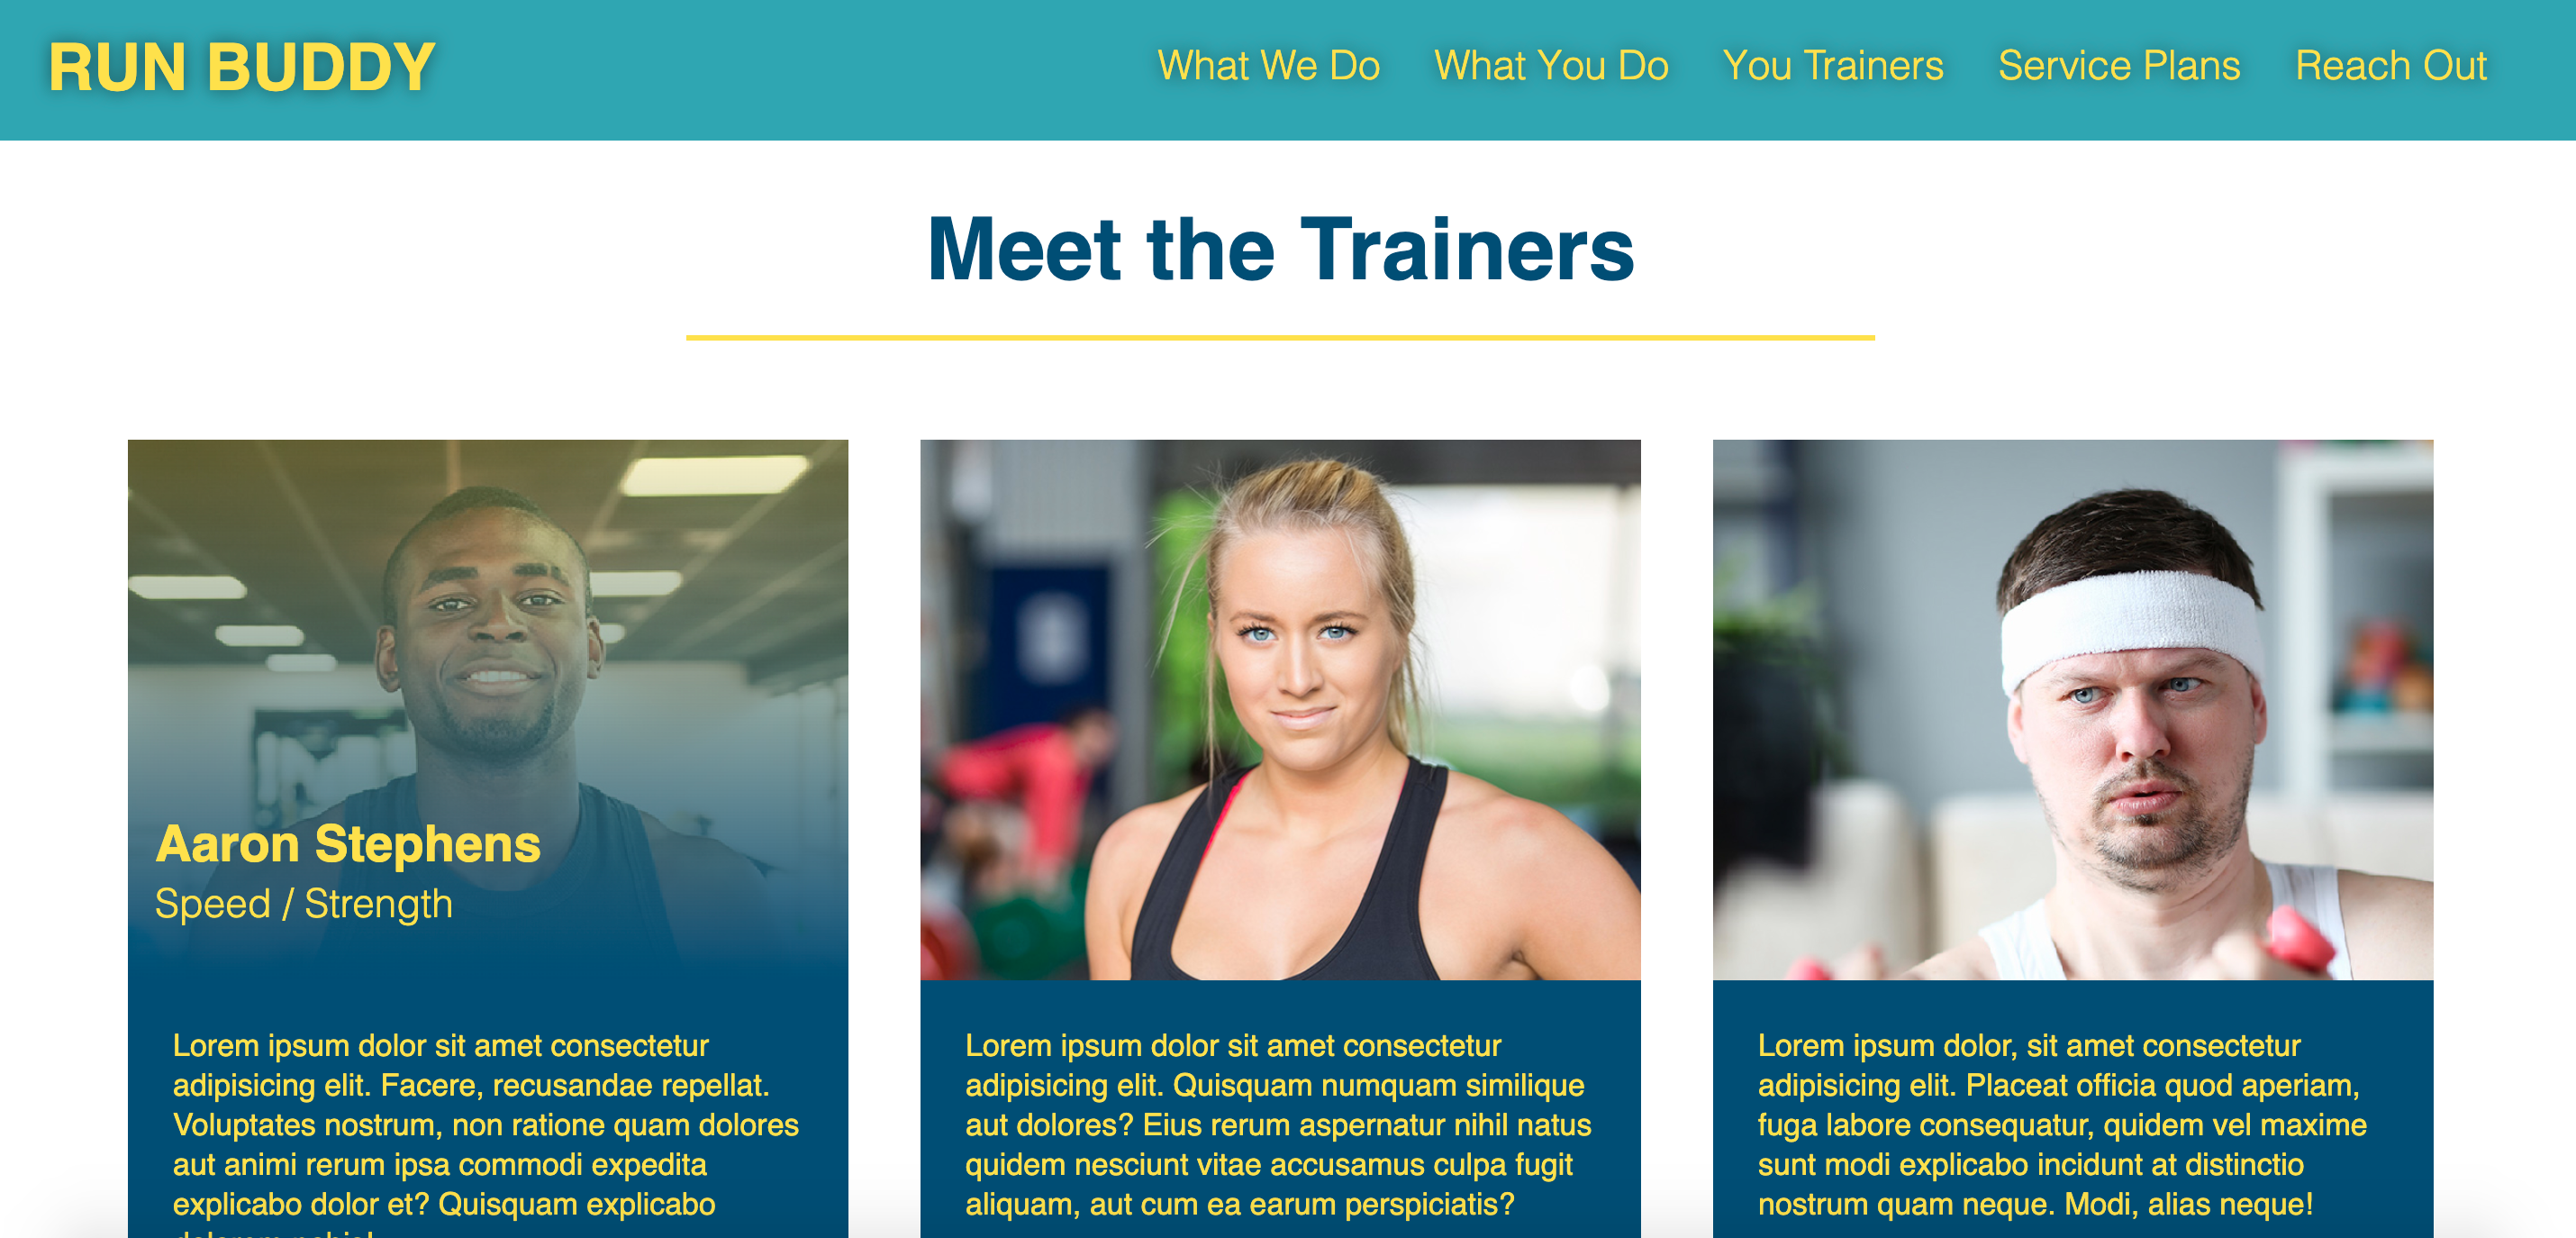 RUN BUDDY
What We Do
What You Do
You Trainers
Service Plans
Reach Out
Meet the Trainers
Aaron Stephens
Speed / Strength
Lorem ipsum dolor sit amet consectetur
adipisicing elit. Facere, recusandae repellat.
Voluptates nostrum, non ratione quam dolores
aut animi rerum ipsa commodi expedita
explicabo dolor et? Quisquam explicabo
Lorem ipsum dolor sit amet consectetur
adipisicing elit. Quisquam numquam similique
aut dolores? Eius rerum aspernatur nihil natus
quidem nesciunt vitae accusamus culpa fugit
aliquam, aut cum ea earum perspiciatis?
Lorem ipsum dolor, sit amet consectetur
adipisicing elit. Placeat officia quod aperiam,
fuga labore consequatur, quidem vel maxime
sunt modi explicabo incidunt at distinctio
nostrum quam neque. Modi, alias neque!